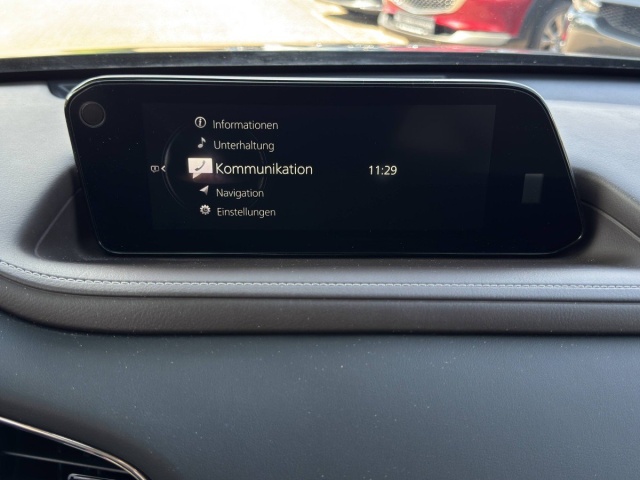 Informationen
Unterhaltung
Kommunikation 11:29
Navigation
Einstellungen